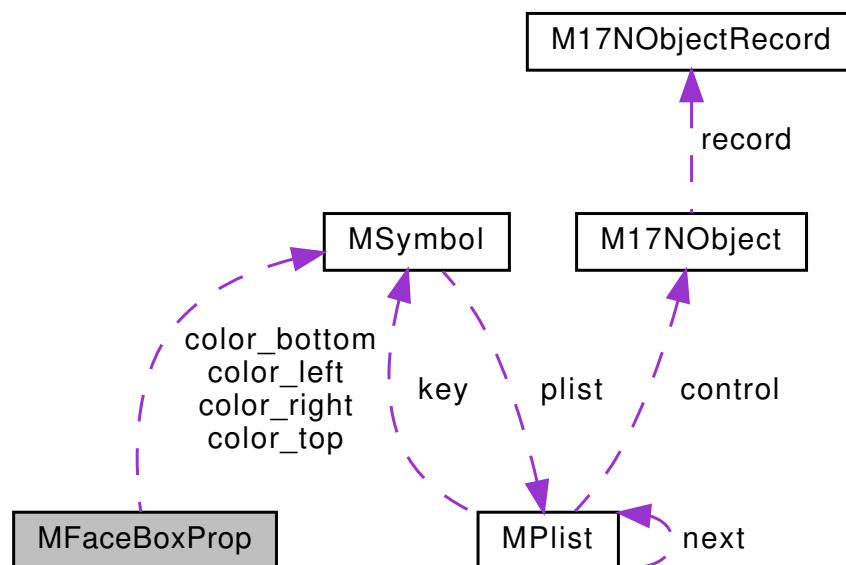 M17NObjectRecord
record
MSymbol
M17NObject
color_bottom
color_left
color_right
color_top
key
plist
control
MFaceBoxProp
MPlist
next